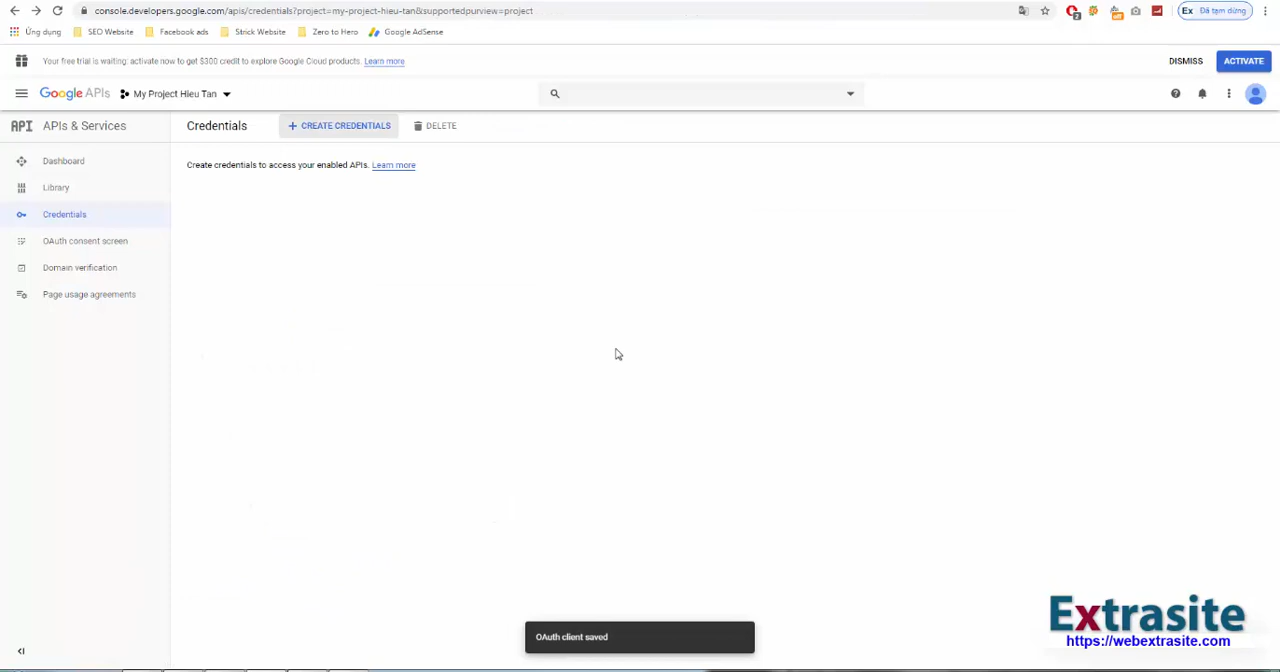 console.developers.google.com/apis/credentials?project=my-project-hieu-tan&supportedpurview=project
Ex Đã tạm dừng
Ứng dụng SEO Website Facebook ads Strick Website Zero to Hero Google AdSense
Your free trial is waiting: activate now to get $300 credit to explore Google Cloud products. Learn more DISMISS ACTIVATE
Google APIs My Project Hieu Tan
API APIs & Services Credentials + CREATE CREDENTIALS DELETE
Dashboard
Create credentials to access your enabled APIs. Learn more
Library
Credentials
OAuth consent screen
Domain verification
Page usage agreements
OAuth client saved
Extrasite
https://webextrasite.com